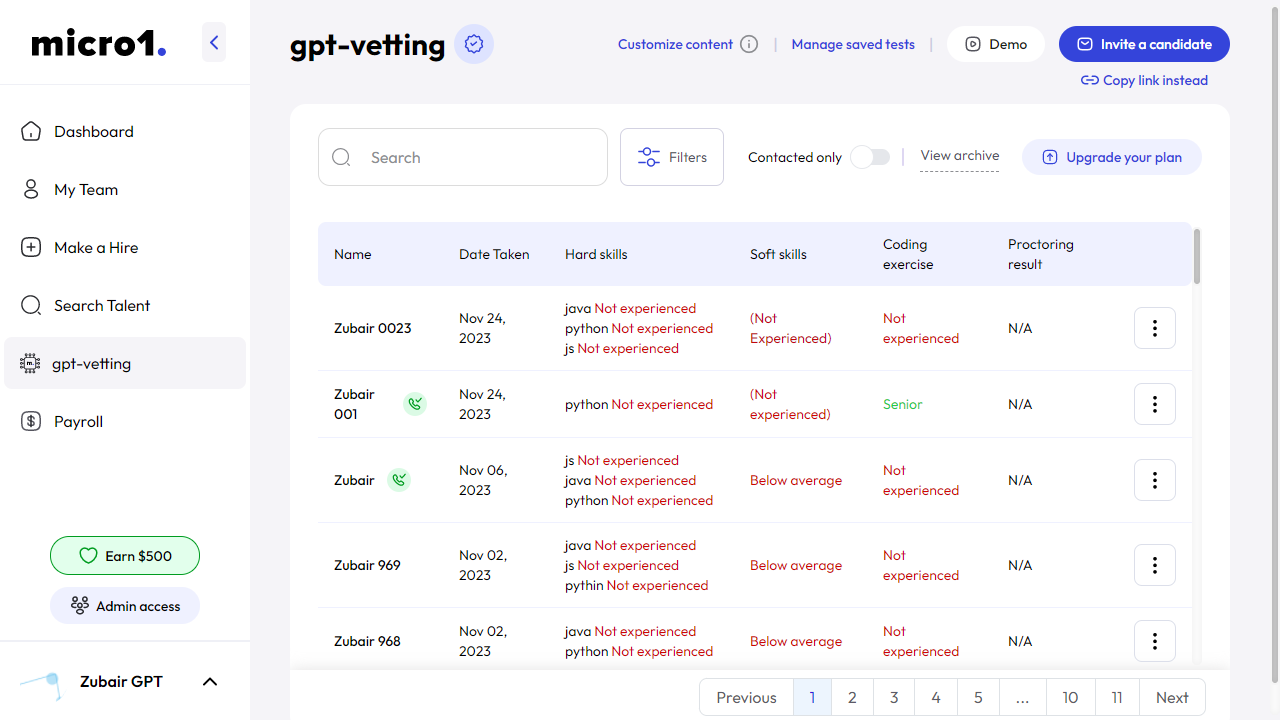 micro1.
Dashboard
My Team
Make a Hire
Search Talent
gpt-vetting
Payroll
Earn $500
Admin access
Zubair GPT
gpt-vetting
Customize content | Manage saved tests | Demo Invite a candidate
Copy link instead
Search Filters Contacted only | View archive Upgrade your plan
Name Date Taken Hard skills Soft skills Coding exercise Proctoring result
Zubair 0023
Nov 24,
2023
java Not experienced
python Not experienced
js Not experienced
(Not
Experienced)
Not
experienced
N/A
Zubair
001
Nov 24,
2023
python Not experienced
(Not
experienced)
Senior
N/A
Zubair
Nov 06,
2023
js Not experienced
java Not experienced
python Not experienced
Below average
Not
experienced
N/A
Zubair 969
Nov 02,
2023
java Not experienced
js Not experienced
pythin Not experienced
Below average
Not
experienced
N/A
Zubair 968
Nov 02,
2023
java Not experienced
python Not experienced
Below average
Not
experienced
N/A
Previous 1 2 3 4 5 ... 10 11 Next